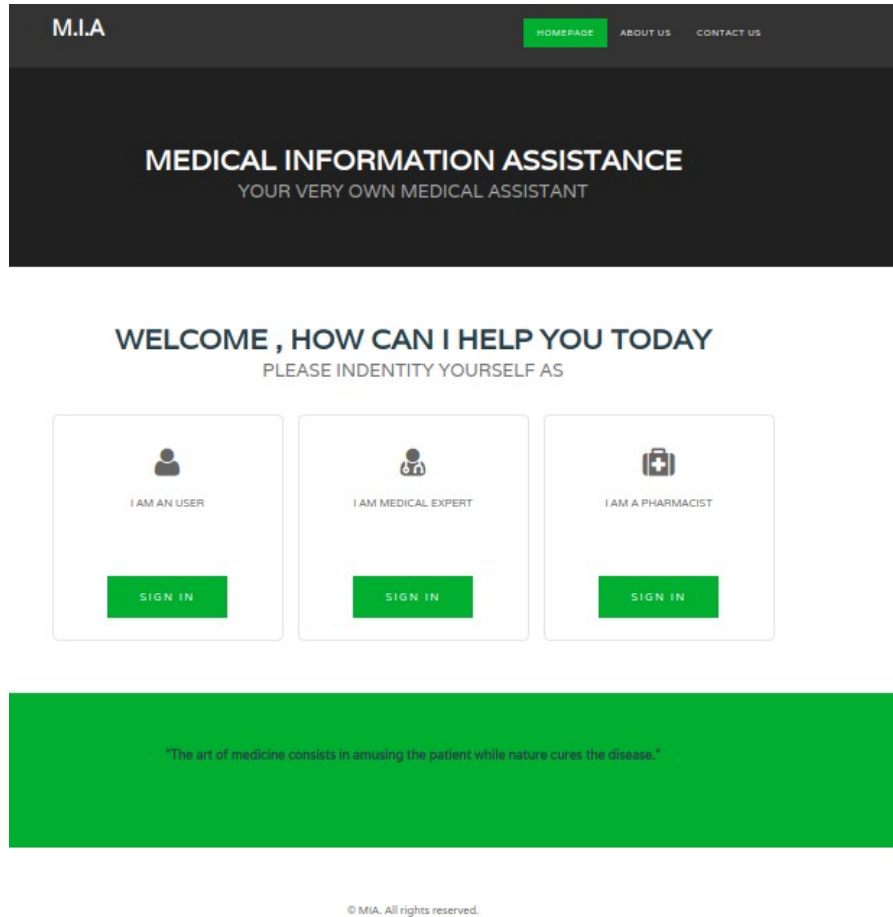 M.I.A
HOMEPAGE ABOUT US CONTACT US
MEDICAL INFORMATION ASSISTANCE
YOUR VERY OWN MEDICAL ASSISTANT
WELCOME , HOW CAN I HELP YOU TODAY
PLEASE INDENTITY YOURSELF AS
I AM AN USER
SIGN IN
I AM MEDICAL EXPERT
SIGN IN
I AM A PHARMACIST
SIGN IN
"The art of medicine consists in amusing the patient while nature cures the disease."
© MIA. All rights reserved.